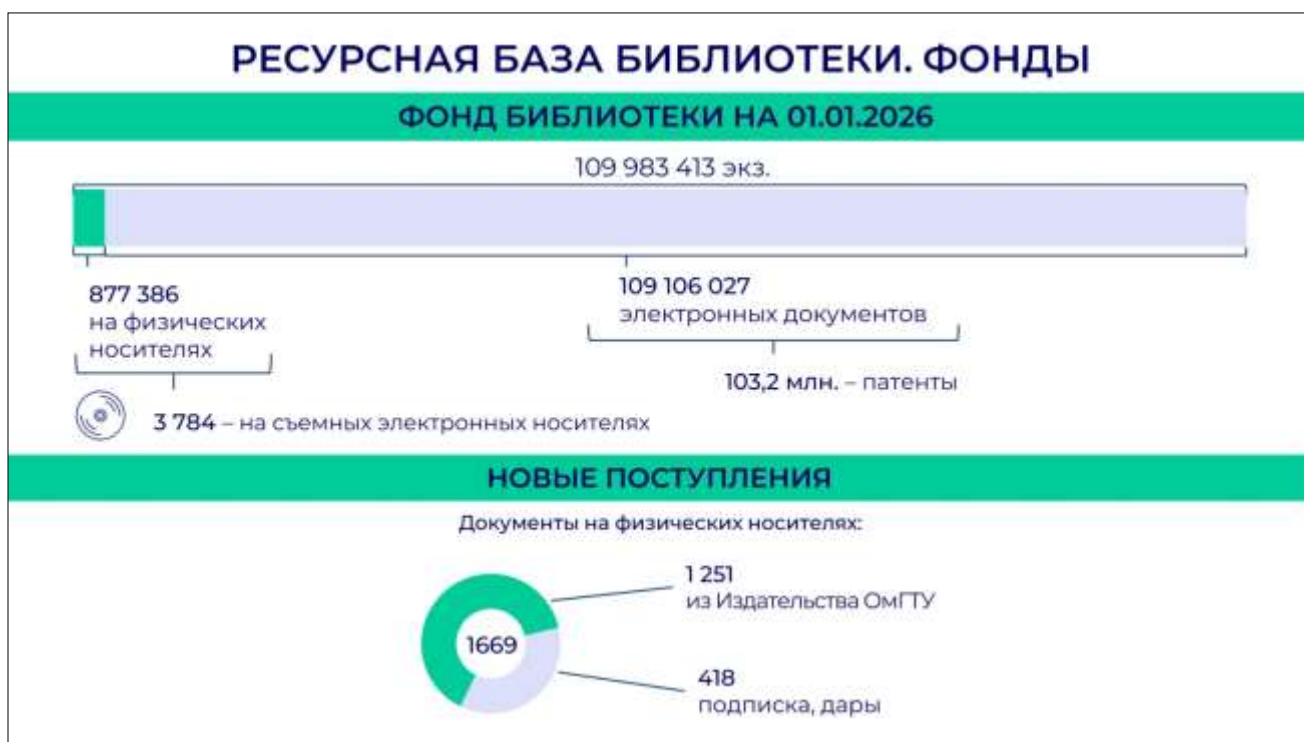 РЕСУРСНАЯ БАЗА БИБЛИОТЕКИ. ФОНДЫ
ФОНД БИБЛИОТЕКИ НА 01.01.2026
109 983 413 экз.
877 386
на физических
носителях
109 106 027
электронных документов
103,2 млн. – патенты
3 784 – на съемных электронных носителях
НОВЫЕ ПОСТУПЛЕНИЯ
Документы на физических носителях:
1 251
из Издательства ОмГТУ
1669
418
подписка, дары